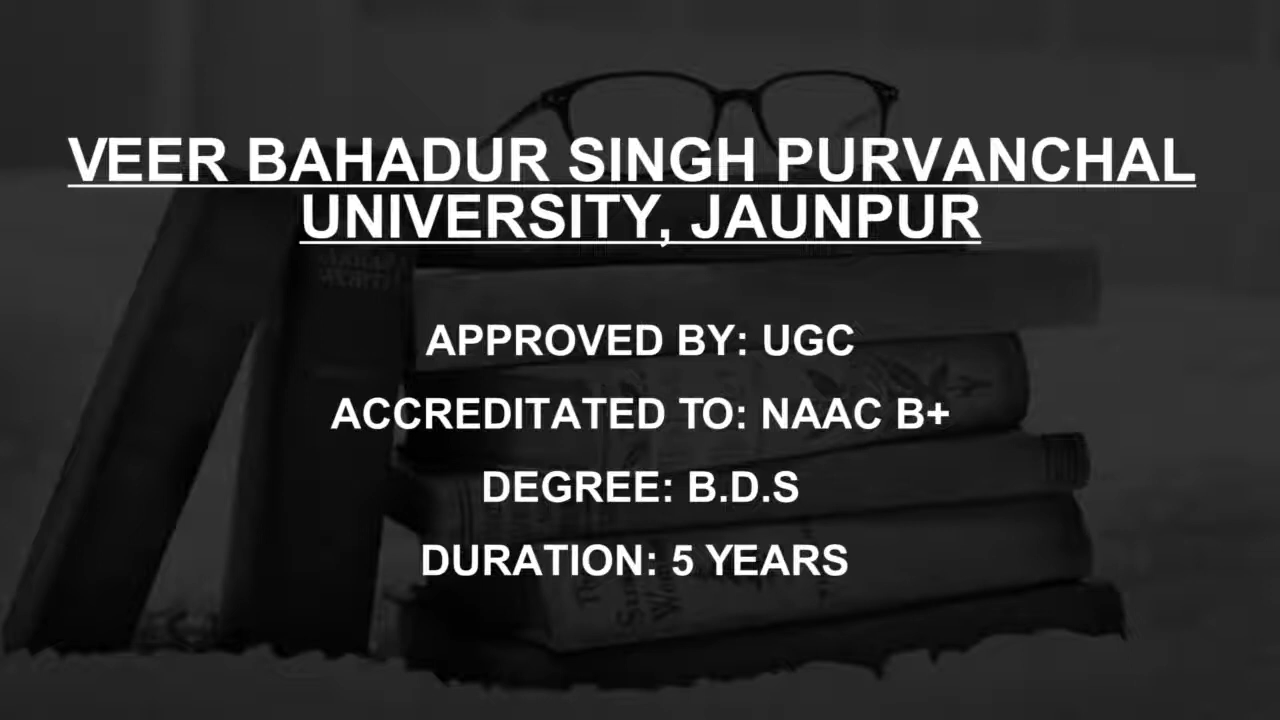 VEER BAHADUR SINGH PURVANCHAL
UNIVERSITY, JAUNPUR
APPROVED BY: UGC
ACCREDITATED TO: NAAC B+
DEGREE: B.D.S
DURATION: 5 YEARS